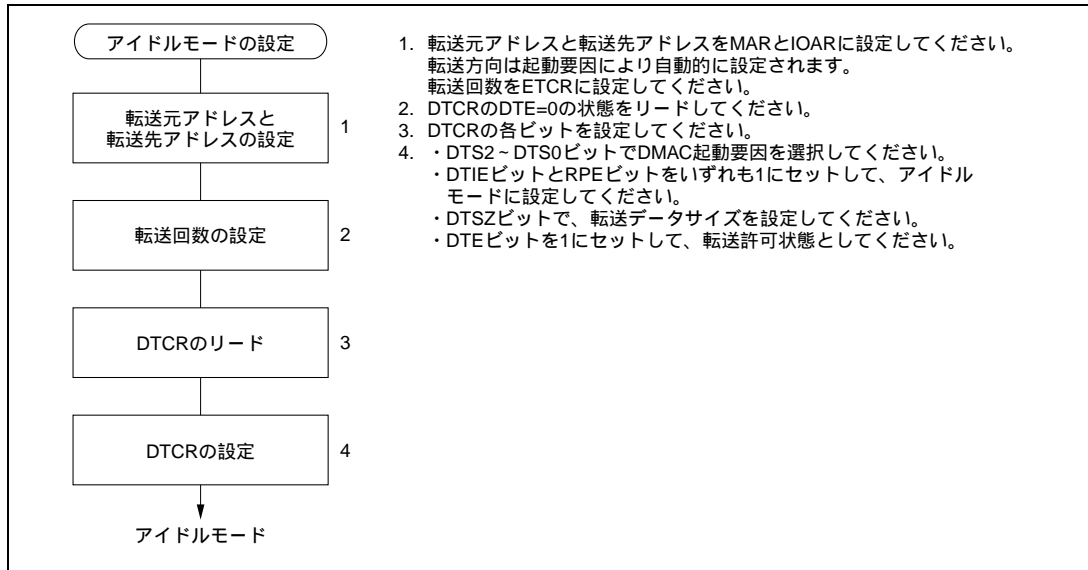 アイドルモードの設定
転送元アドレスと
転送先アドレスの設定
1
転送回数の設定
2
DTCRのリード
3
DTCRの設定
4
アイドルモード
1. 転送元アドレスと転送先アドレスをMARとIOARに設定してください。
転送方向は起動要因により自動的に設定されます。
転送回数をETCRに設定してください。
2. DTCRのDTE=0の状態をリードしてください。
3. DTCRの各ビットを設定してください。
4. ・DTS2～DTS0ビットでDMAC起動要因を選択してください。
・DTIEビットとRPEビットをいずれも1にセットして、アイドル
モードに設定してください。
・DTSZビットで、転送データサイズを設定してください。
・DTEビットを1にセットして、転送許可状態としてください。